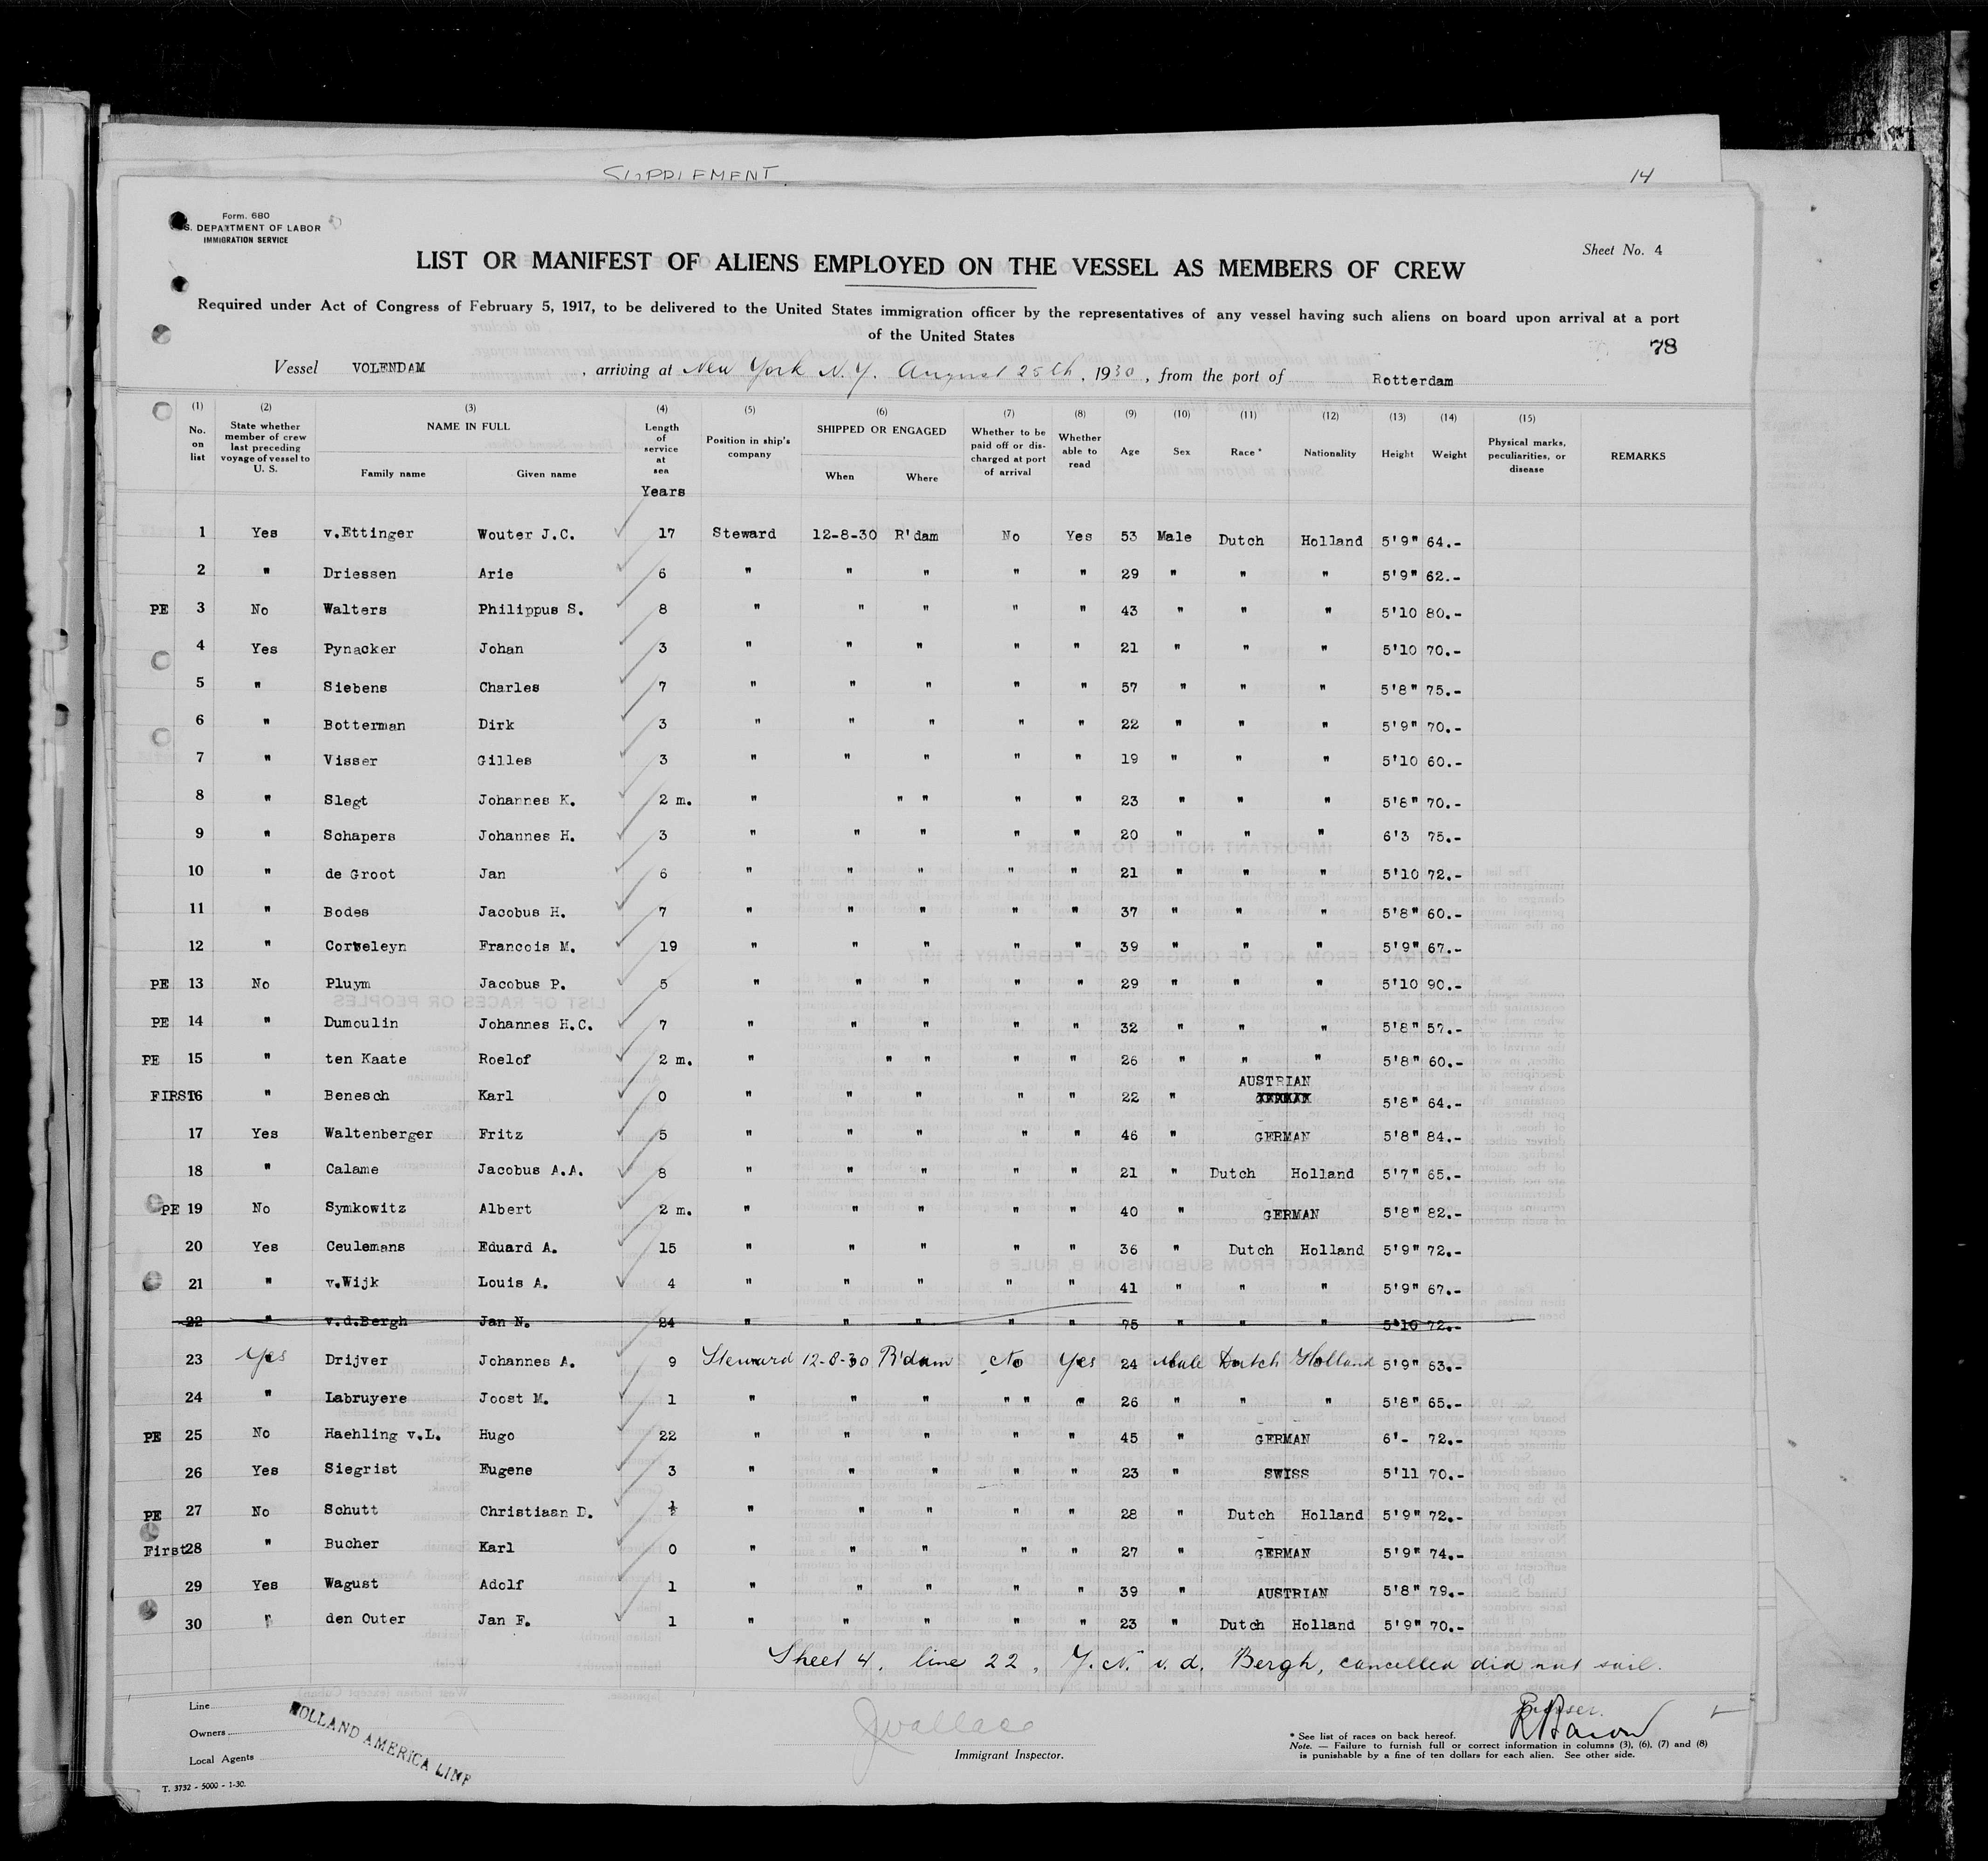 SUPPLEMENT
14
Form. 680
S. DEPARTMENT OF LABOR
IMMIGRATION SERVICE
Sheet No. 4
LIST OR MANIFEST OF ALIENS EMPLOYED ON THE VESSEL AS MEMBERS OF CREW
Required under Act of Congress of February 5, 1917, to be delivered to the United States immigration officer by the representatives of any vessel having such aliens on board upon arrival at a port
of the United States
78
Vessel VOLENDAM , arriving at New York N.Y. August 25th, 1930, from the port of Rotterdam
(1) (2) (3) (4) (5) (6) (7) (8) (9) (10) (11) (12) (13) (14) (15)
No. on list State whether member of crew last preceding voyage of vessel to U. S. NAME IN FULL Family name Given name Length of service at sea Years Position in ship's company SHIPPED OR ENGAGED When Where Whether to be paid off or discharged at port of arrival Whether able to read Age Sex Race * Nationality Height Weight Physical marks, peculiarities, or disease REMARKS
1 Yes v.Ettinger Wouter J.C. 17 Steward 12-8-30 R'dam No Yes 53 Male Dutch Holland 5'9" 64.-
2 " Driessen Arie 6 " " " " " 29 " " " 5'9" 62.-
PE 3 No Walters Philippus S. 8 " " " " " 43 " " " 5'10 80.-
4 Yes Pynacker Johan 3 " " " " " 21 " " " 5'10 70.-
5 " Siebens Charles 7 " " " " " 57 " " " 5'8" 75.-
6 " Botterman Dirk 3 " " " " " 22 " " " 5'9" 70.-
7 " Visser Gilles 3 " " " " " 19 " " " 5'10 60.-
8 " Slegt Johannes K. 2 m. " " " " " 23 " " " 5'8" 70.-
9 " Schapers Johannes H. 3 " " " " " 20 " " " 6'3 75.-
10 " de Groot Jan 6 " " " " " 21 " " " 5'10 72.-
11 " Bodes Jacobus H. 7 " " " " " 37 " " " 5'8" 60.-
12 " Corveleyn Francois M. 19 " " " " " 39 " " " 5'9" 67.-
PE 13 No Pluym Jacobus P. 5 " " " " " 29 " " " 5'10 90.-
PE 14 " Dumoulin Johannes H.C. 7 " " " " " 32 " " " 5'8" 57.-
PE 15 " ten Kaate Roelof 2 m. " " " " " 26 " " " 5'8" 60.-
AUSTRIAN
FIRST 16 " Benesch Karl 0 " " " " " 22 " GERMAN 5'8" 64.-
17 Yes Waltenberger Fritz 5 " " " " " 46 " GERMAN 5'8" 84.-
18 " Calame Jacobus A.A. 8 " " " " " 21 " Dutch Holland 5'7" 65.-
PE 19 No Symkowitz Albert 2 m. " " " " " 40 " GERMAN 5'8" 82.-
20 Yes Ceulemans Eduard A. 15 " " " " " 36 " Dutch Holland 5'9" 72.-
21 " v.Wijk Louis A. 4 " " " " " 41 " " " 5'9" 67.-
22 " v.d.Bergh Jan N. 24 " " " " " 75 " " " 5'10 72.-
23 Yes Drijver Johannes A. 9 Steward 12-8-30 R'dam No Yes 24 Male Dutch Holland 5'9" 63.-
24 " Labruyere Joost M. 1 " " " " " " 26 " " " 5'8" 65.-
PE 25 No Haehling v.L. Hugo 22 " " " " " 45 " GERMAN 6'- 72.-
26 Yes Siegrist Eugene 3 " " " " " 23 " SWISS 5'11 70.-
PE 27 No Schutt Christiaan D. ½ " " " " " 28 " Dutch Holland 5'9" 72.-
First 28 " Bucher Karl 0 " " " " " 27 " GERMAN 5'9" 74.-
29 Yes Wagust Adolf 1 " " " " " 39 " AUSTRIAN 5'8" 79.-
30 " den Outer Jan F. 1 " " " " " 23 " Dutch Holland 5'9" 70.-
Sheet 4, line 22, J.N. v.d. Bergh, cancelled did not sail.
Purser.
Line
Owners
Local Agents
HOLLAND AMERICA LINE
JWallace
Immigrant Inspector.
* See list of races on back hereof.
Note. — Failure to furnish full or correct information in columns (3), (6), (7) and (8)
is punishable by a fine of ten dollars for each alien. See other side.
T. 3732 - 5000 - 1-30.